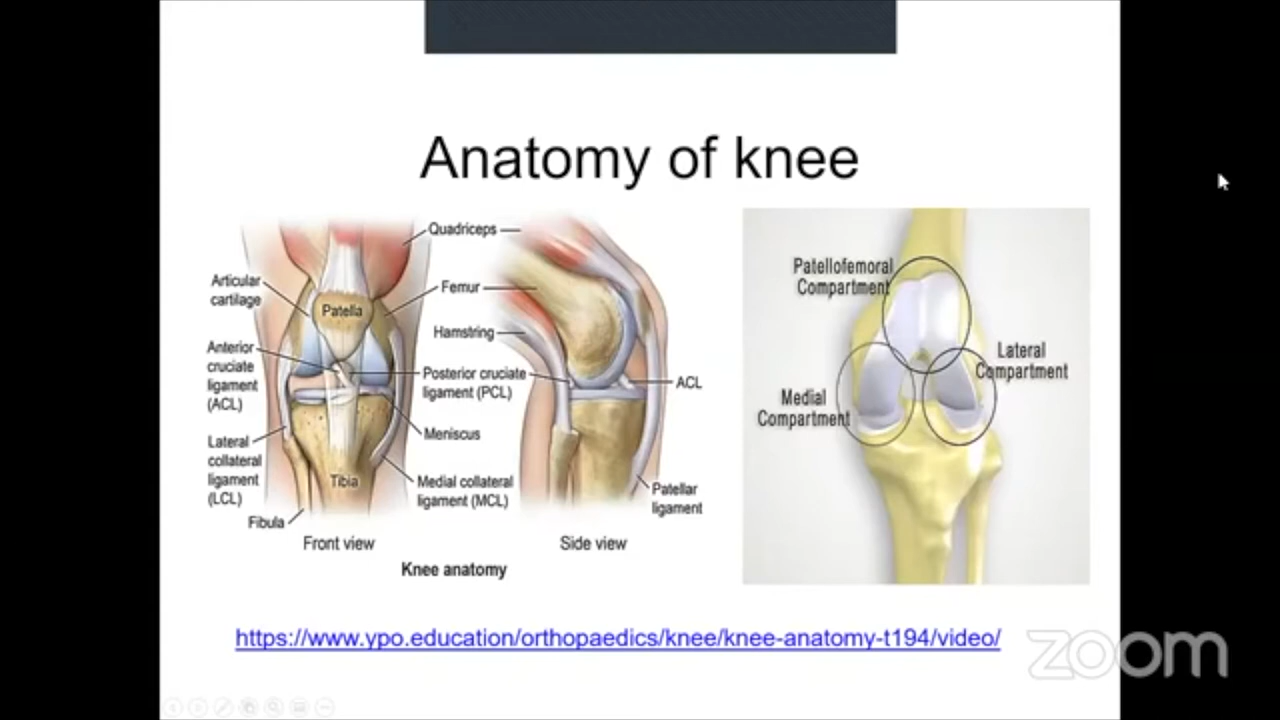 Anatomy of knee
Quadriceps
Articular
cartilage
Patella
Femur
Hamstring
Anterior
cruciate
ligament
(ACL)
Posterior cruciate
ligament (PCL)
ACL
Lateral
collateral
ligament
(LCL)
Meniscus
Tibia
Medial collateral
ligament (MCL)
Patellar
ligament
Fibula
Front view
Side view
Knee anatomy
Patellofemoral
Compartment
Lateral
Compartment
Medial
Compartment
https://www.ypo.education/orthopaedics/knee/knee-anatomy-t194/video/
zoom